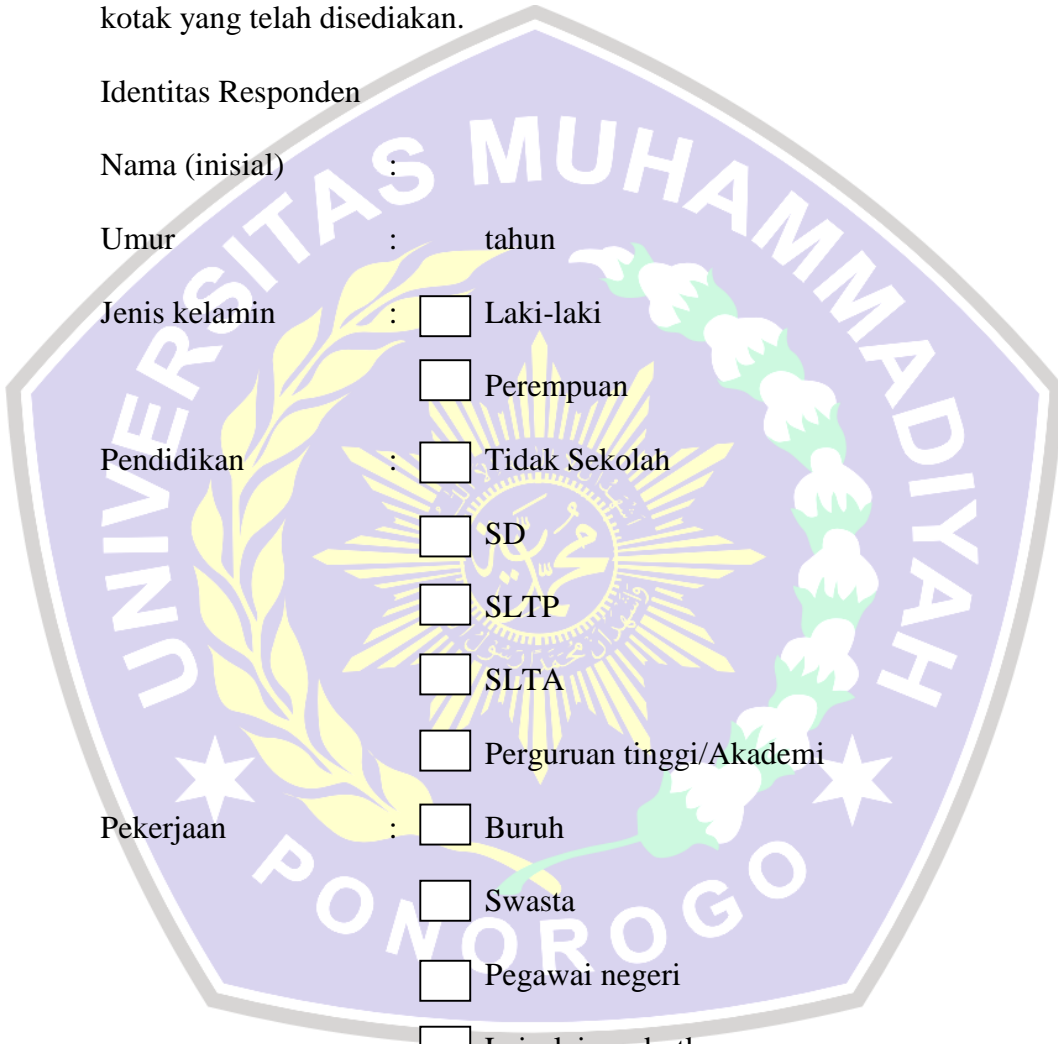 kotak yang telah disediakan.
Identitas Responden
Nama (inisial) :
Umur : tahun
Jenis kelamin : Laki-laki
Perempuan
Pendidikan : Tidak Sekolah
SD
SLTP
SLTA
Perguruan tinggi/Akademi
Pekerjaan : Buruh
Swasta
Pegawai negeri
UNIVERSITAS MUHAMMADIYAH
PONOROGO